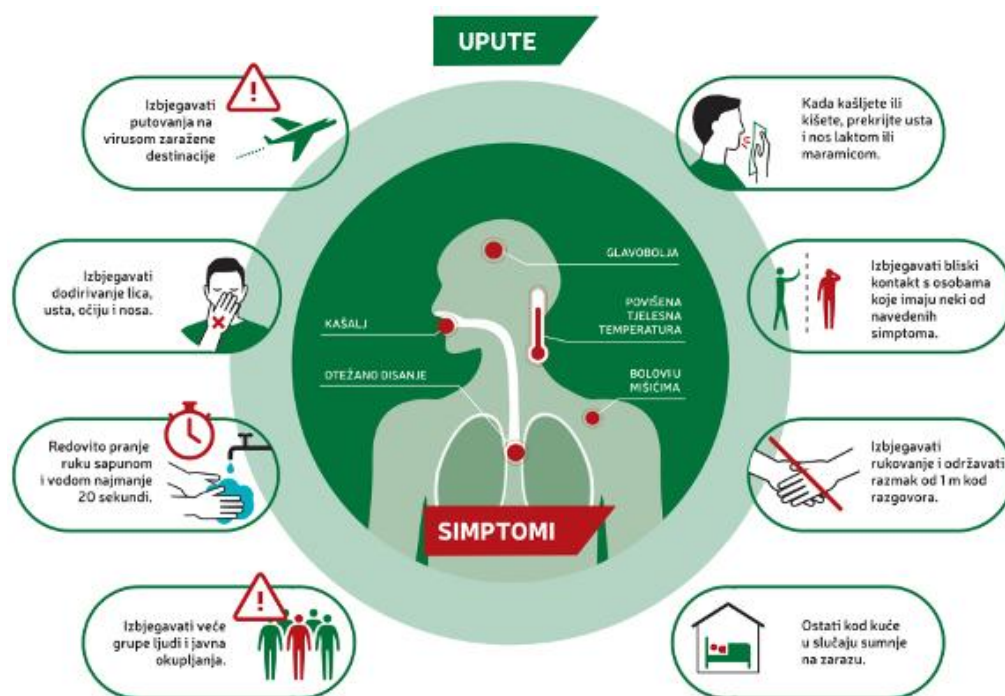 UPUTE
Izbjegavati
putovanja na
virusom zaražene
destinacije
Kada kašljete ili
kišete, prekrijte usta
i nos laktom ili
maramicom.
Izbjegavati
dodirivanje lica,
usta, očiju i nosa.
Izbjegavati bliski
kontakt s osobama
koje imaju neki od
navedenih
simptoma.
Redovito pranje
ruku sapunom
i vodom najmanje
20 sekundi.
Izbjegavati
rukovanje i održavati
razmak od 1 m kod
razgovora.
Izbjegavati veće
grupe ljudi i javna
okupljanja.
Ostati kod kuće
u slučaju sumnje
na zarazu.
GLAVOBOLJA
KAŠALJ
POVIŠENA
TJELESNA
TEMPERATURA
OTEŽANO DISANJE
BOLOVI U
MIŠIĆIMA
SIMPTOMI